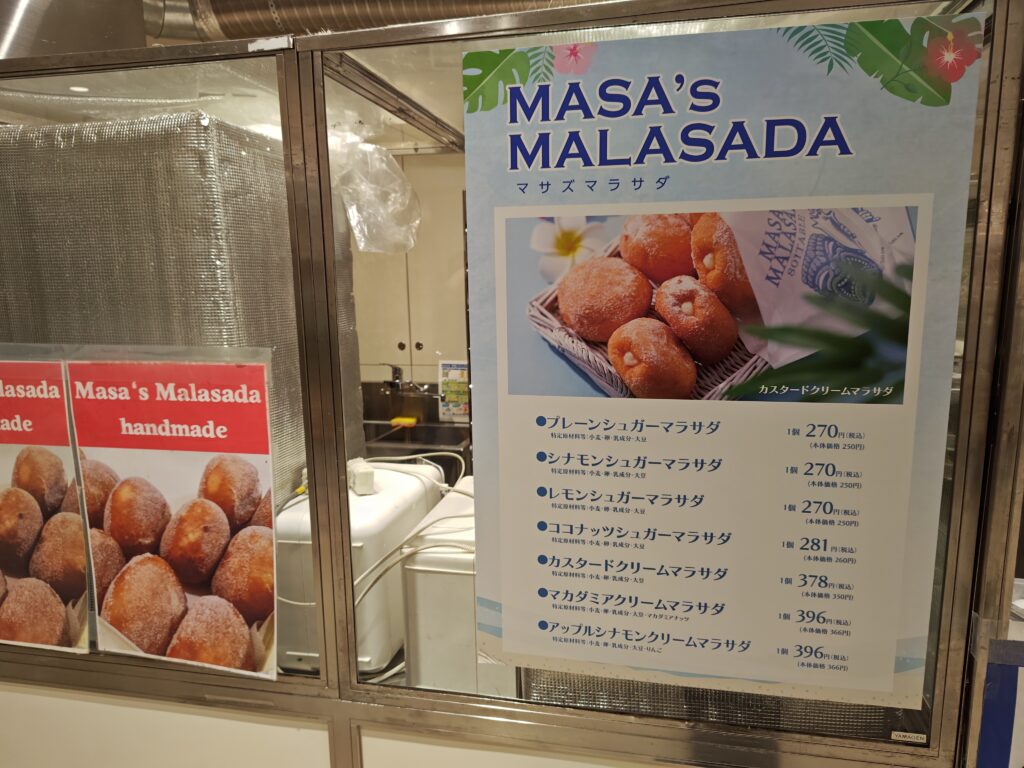 lasada
ade
Masa's Malasada
handmade
MASA's
MALASADA
マサズマラサダ
カスタードクリームマラサダ
●プレーンシュガーマラサダ 1個 270円(税込)
特定原材料等:小麦・卵・乳成分・大豆 (本体価格 250円)
●シナモンシュガーマラサダ 1個 270円(税込)
特定原材料等:小麦・卵・乳成分・大豆 (本体価格 250円)
●レモンシュガーマラサダ 1個 270円(税込)
特定原材料等:小麦・卵・乳成分・大豆 (本体価格 250円)
●ココナッツシュガーマラサダ 1個 281円(税込)
特定原材料等:小麦・卵・乳成分・大豆 (本体価格 260円)
●カスタードクリームマラサダ 1個 378円(税込)
特定原材料等:小麦・卵・乳成分・大豆 (本体価格 350円)
●マカダミアクリームマラサダ 1個 396円(税込)
特定原材料等:小麦・卵・乳成分・大豆・マカダミアナッツ (本体価格 366円)
●アップルシナモンクリームマラサダ 1個 396円(税込)
特定原材料等:小麦・卵・乳成分・大豆・りんご (本体価格 366円)
YAMAGEN